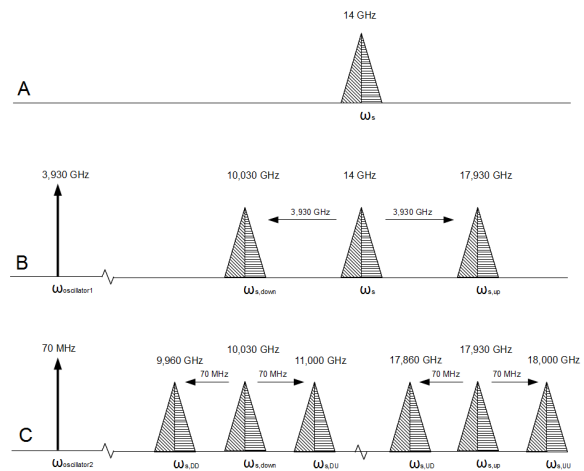 14 GHz
A
ωs
3,930 GHz
10,030 GHz
14 GHz
17,930 GHz
3,930 GHz
3,930 GHz
B
ωoscillator1
ωs,down
ωs
ωs,up
70 MHz
9,960 GHz
10,030 GHz
11,000 GHz
17,860 GHz
17,930 GHz
18,000 GHz
70 MHz
70 MHz
70 MHz
70 MHz
C
ωoscillator2
ωs,DD
ωs,down
ωs,DU
ωs,UD
ωs,up
ωs,UU